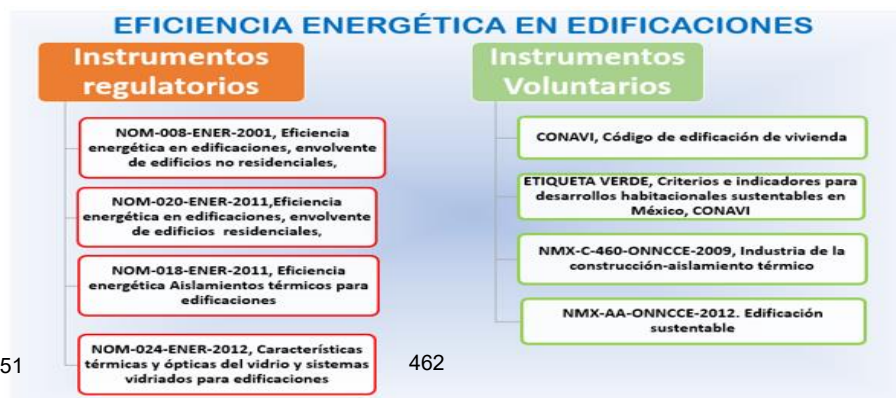 EFICIENCIA ENERGÉTICA EN EDIFICACIONES
Instrumentos
regulatorios
NOM-008-ENER-2001, Eficiencia
energética en edificaciones, envolvente
de edificios no residenciales,
NOM-020-ENER-2011,Eficiencia
energética en edificaciones, envolvente
de edificios residenciales,
NOM-018-ENER-2011, Eficiencia
energética Aislamientos térmicos para
edificaciones
NOM-024-ENER-2012, Características
térmicas y ópticas del vidrio y sistemas
vidriados para edificaciones
Instrumentos
Voluntarios
CONAVI, Código de edificación de vivienda
ETIQUETA VERDE, Criterios e indicadores para
desarrollos habitacionales sustentables en
México, CONAVI
NMX-C-460-ONNCCE-2009, Industria de la
construcción-aislamiento térmico
NMX-AA-ONNCCE-2012. Edificación
sustentable
51
462